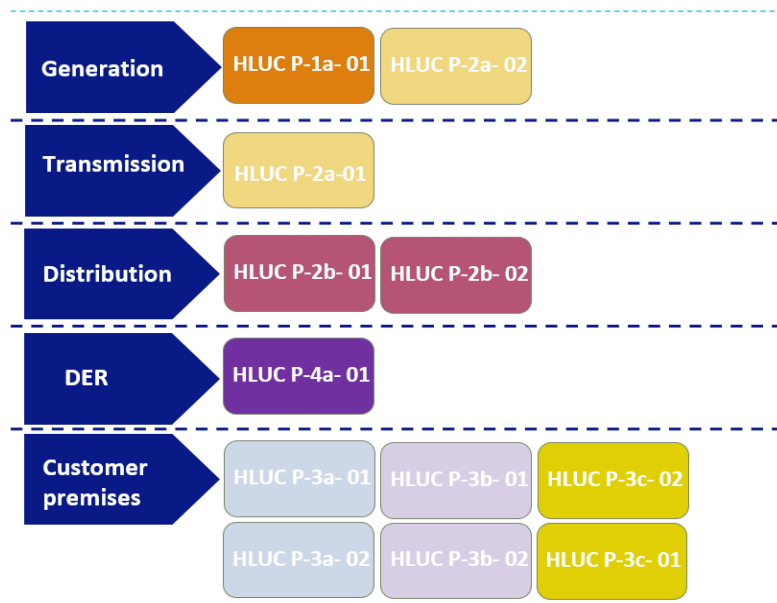 Generation
HLUC P-1a- 01
HLUC P-2a- 02
Transmission
HLUC P-2a-01
Distribution
HLUC P-2b- 01
HLUC P-2b- 02
DER
HLUC P-4a- 01
Customer
premises
HLUC P-3a- 01
HLUC P-3b- 01
HLUC P-3c- 02
HLUC P-3a- 02
HLUC P-3b- 02
HLUC P-3c- 01